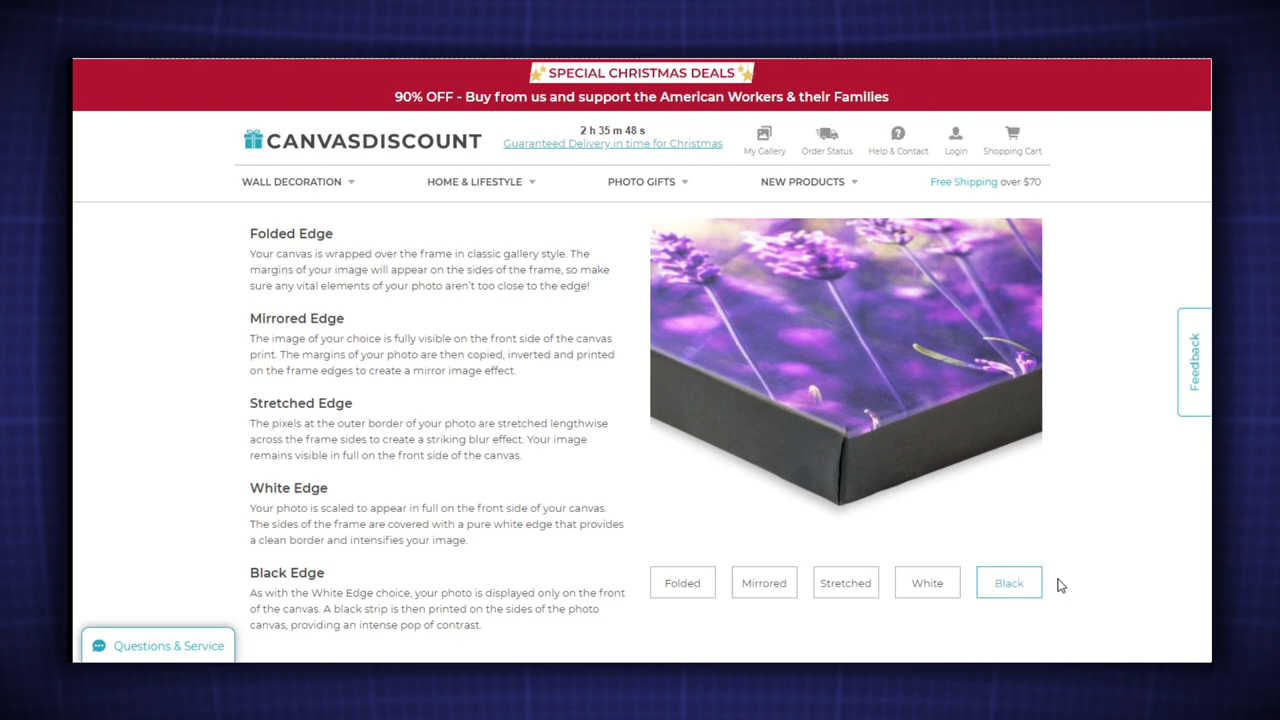 SPECIAL CHRISTMAS DEALS
90% OFF - Buy from us and support the American Workers & their Families
CANVASDISCOUNT
2 h 35 m 48 s
Guaranteed Delivery in time for Christmas
My Gallery
Order Status
Help & Contact
Login
Shopping Cart
WALL DECORATION
HOME & LIFESTYLE
PHOTO GIFTS
NEW PRODUCTS
Free Shipping over $70
Folded Edge
Your canvas is wrapped over the frame in classic gallery style. The
margins of your image will appear on the sides of the frame, so make
sure any vital elements of your photo aren't too close to the edge!
Mirrored Edge
The image of your choice is fully visible on the front side of the canvas
print. The margins of your photo are then copied, inverted and printed
on the frame edges to create a mirror image effect.
Stretched Edge
The pixels at the outer border of your photo are stretched lengthwise
across the frame sides to create a striking blur effect. Your image
remains visible in full on the front side of the canvas.
White Edge
Your photo is scaled to appear in full on the front side of your canvas.
The sides of the frame are covered with a pure white edge that provides
a clean border and intensifies your image.
Black Edge
As with the White Edge choice, your photo is displayed only on the front
of the canvas. A black strip is then printed on the sides of the photo
canvas, providing an intense pop of contrast.
Folded
Mirrored
Stretched
White
Black
Feedback
Questions & Service